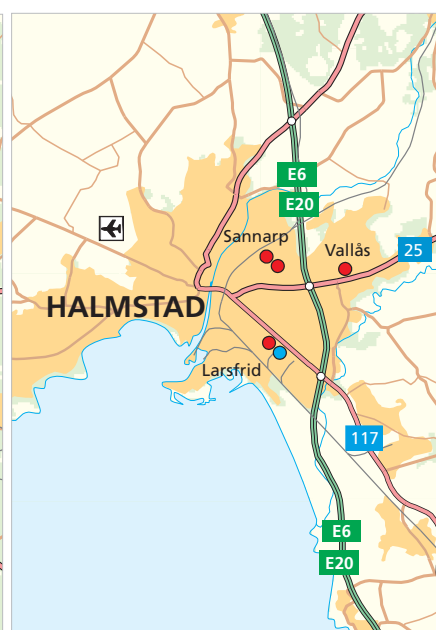 E6
E20
Sannarp
Vallås
25
HALMSTAD
Larsfrid
117
E6
E20